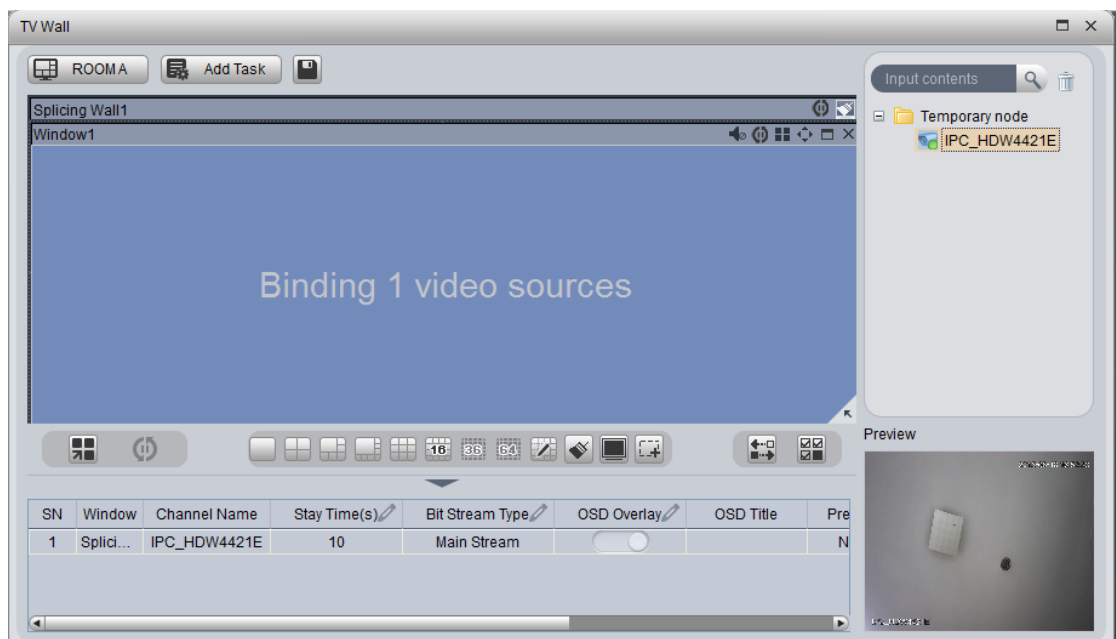 TV Wall
ROOM A Add Task
Input contents
Splicing Wall1
Temporary node
Window1
IPC_HDW4421E
Binding 1 video sources
16 36 64
Preview
SN Window Channel Name Stay Time(s) Bit Stream Type OSD Overlay OSD Title Pre
1 Splici... IPC_HDW4421E 10 Main Stream N